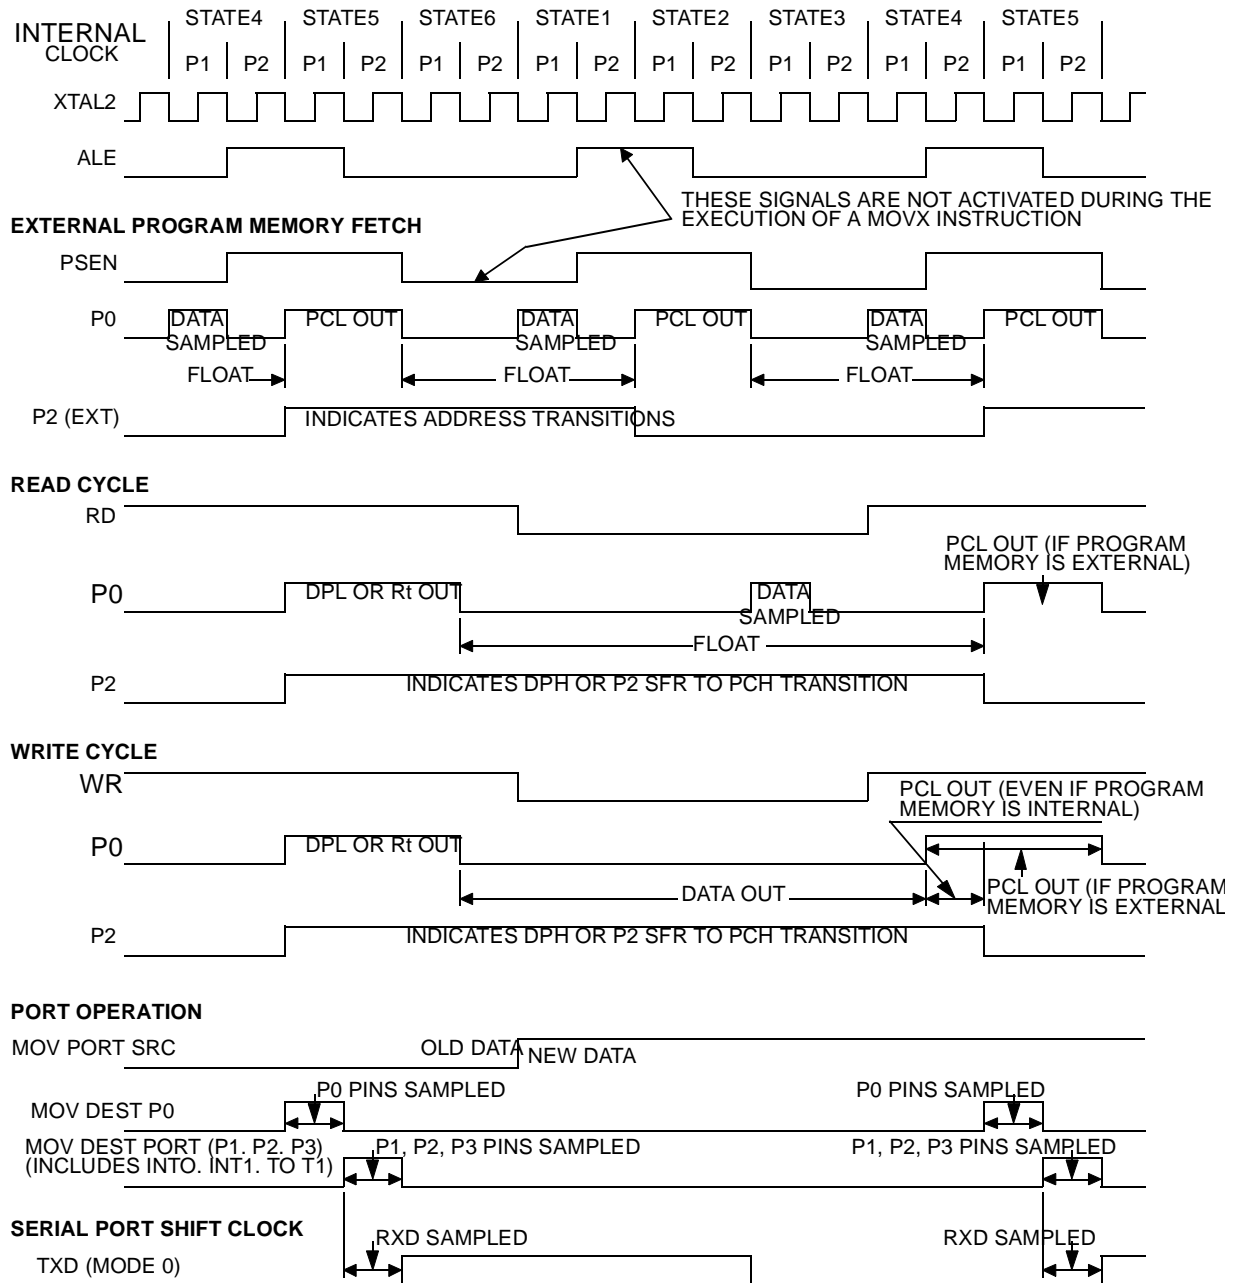 INTERNAL CLOCK
STATE4 STATE5 STATE6 STATE1 STATE2 STATE3 STATE4 STATE5
P1 P2 P1 P2 P1 P2 P1 P2 P1 P2 P1 P2 P1 P2 P1 P2
XTAL2
ALE
THESE SIGNALS ARE NOT ACTIVATED DURING THE
EXECUTION OF A MOVX INSTRUCTION
EXTERNAL PROGRAM MEMORY FETCH
PSEN
P0
DATA SAMPLED
PCL OUT
DATA SAMPLED
PCL OUT
DATA SAMPLED
PCL OUT
FLOAT
FLOAT
FLOAT
P2 (EXT)
INDICATES ADDRESS TRANSITIONS
READ CYCLE
RD
PCL OUT (IF PROGRAM
MEMORY IS EXTERNAL)
P0
DPL OR Rt OUT
DATA
SAMPLED
FLOAT
P2
INDICATES DPH OR P2 SFR TO PCH TRANSITION
WRITE CYCLE
WR
PCL OUT (EVEN IF PROGRAM
MEMORY IS INTERNAL)
P0
DPL OR Rt OUT
DATA OUT
PCL OUT (IF PROGRAM
MEMORY IS EXTERNAL
P2
INDICATES DPH OR P2 SFR TO PCH TRANSITION
PORT OPERATION
MOV PORT SRC
OLD DATA
NEW DATA
P0 PINS SAMPLED
P0 PINS SAMPLED
MOV DEST P0
MOV DEST PORT (P1. P2. P3)
(INCLUDES INTO. INT1. TO T1)
P1, P2, P3 PINS SAMPLED
P1, P2, P3 PINS SAMPLED
SERIAL PORT SHIFT CLOCK
RXD SAMPLED
RXD SAMPLED
TXD (MODE 0)